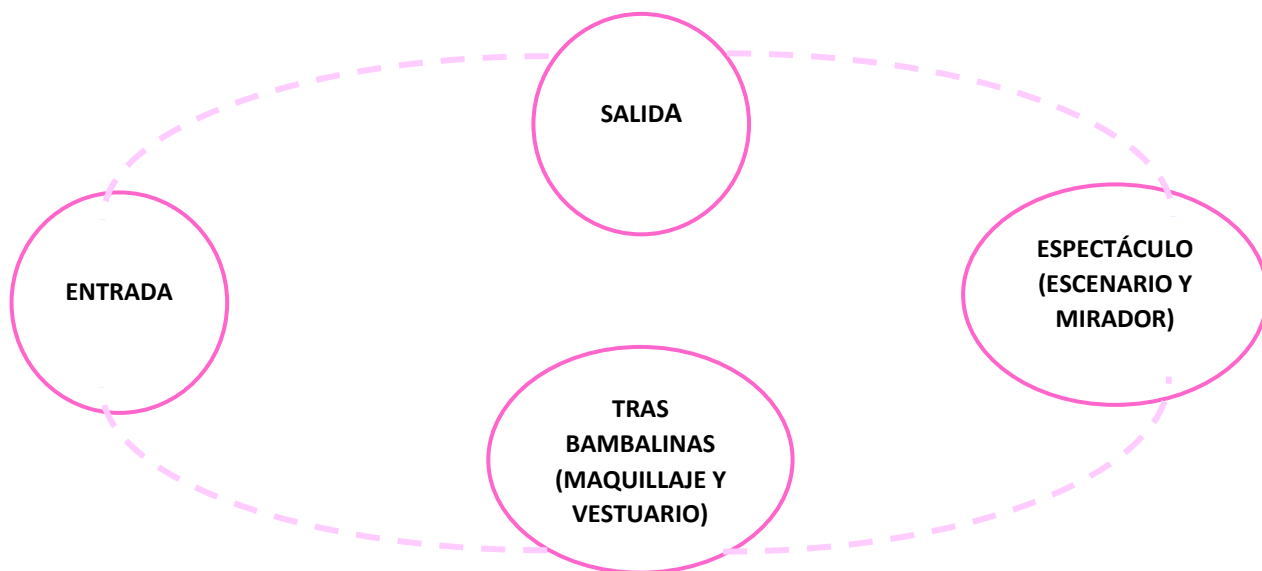 SALIDA
ENTRADA
ESPECTÁCULO
(ESCENARIO Y
MIRADOR)
TRAS
BAMBALINAS
(MAQUILLAJE Y
VESTUARIO)